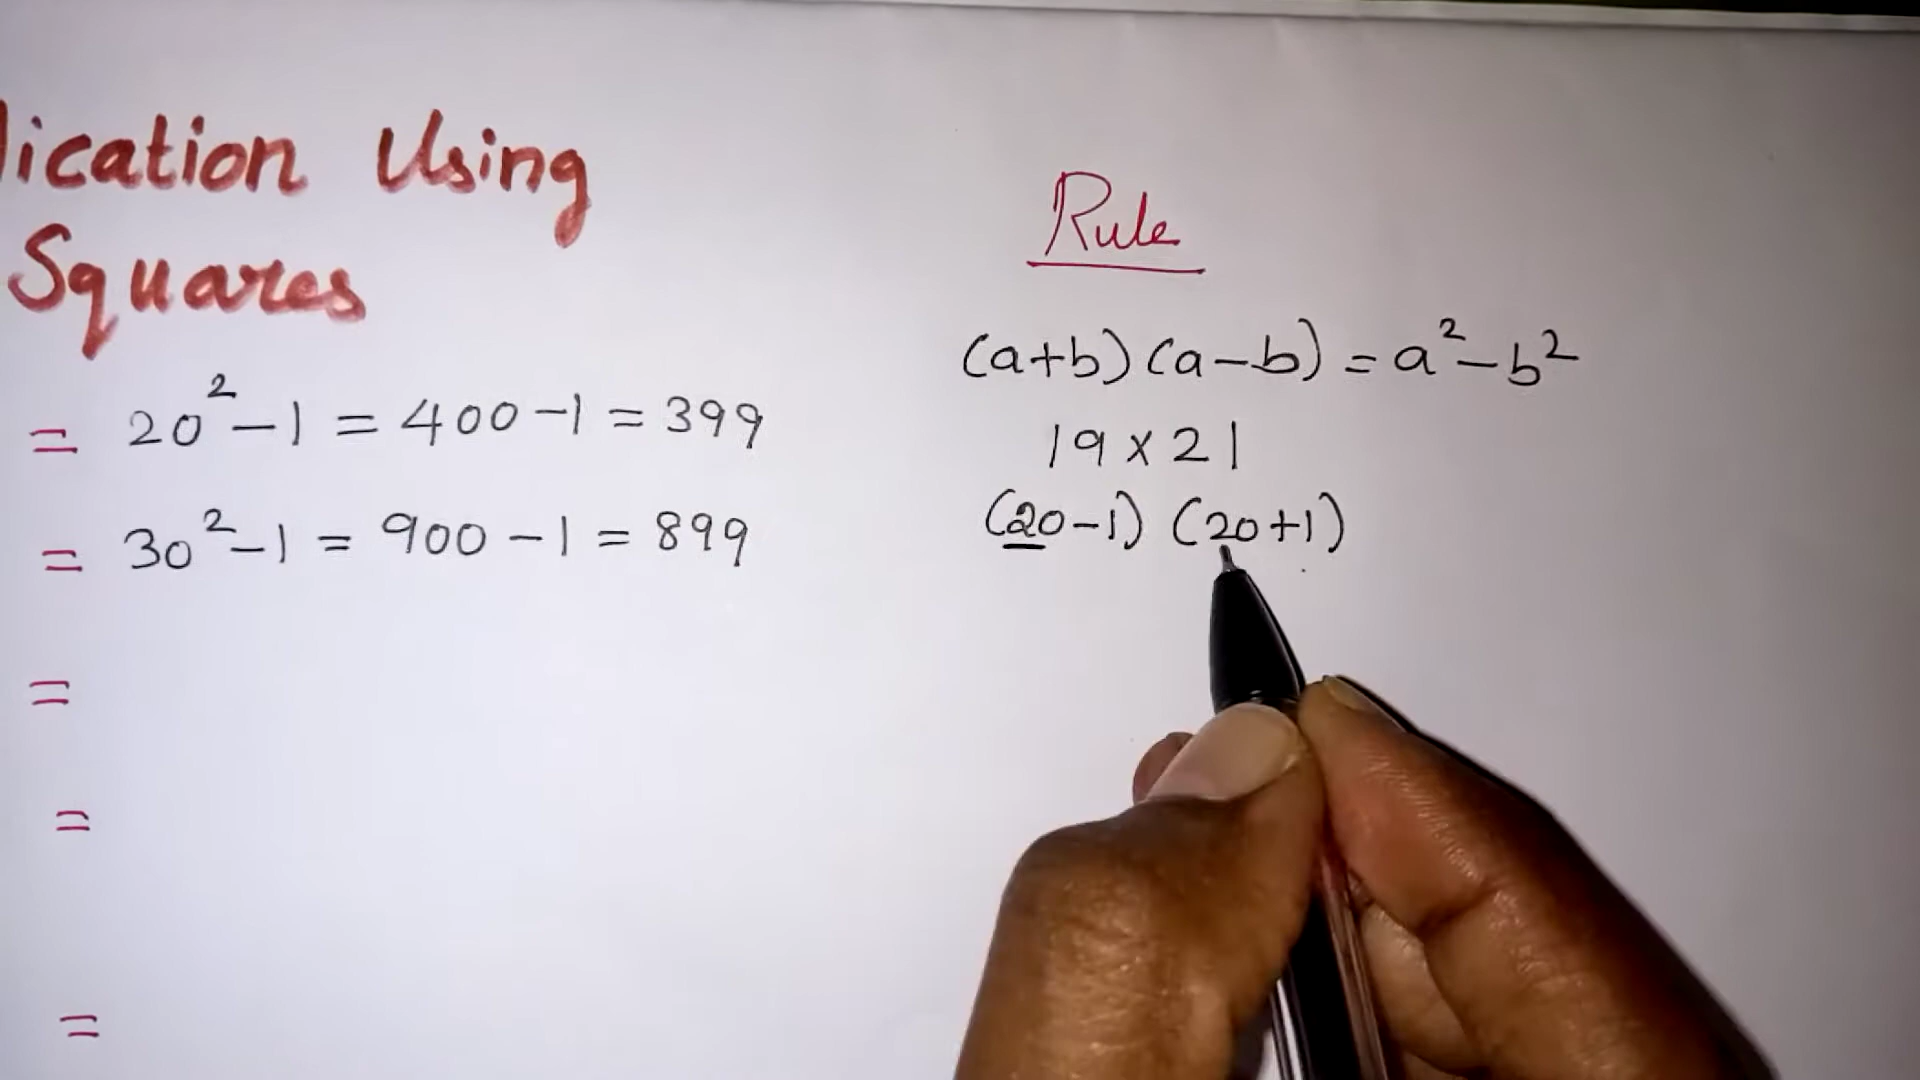 lication Using
Squares
= 20² - 1 = 400 - 1 = 399
= 30² - 1 = 900 - 1 = 899
=
=
=
Rule
(a+b) (a-b) = a² - b²
19 × 21
(20-1) (20+1)